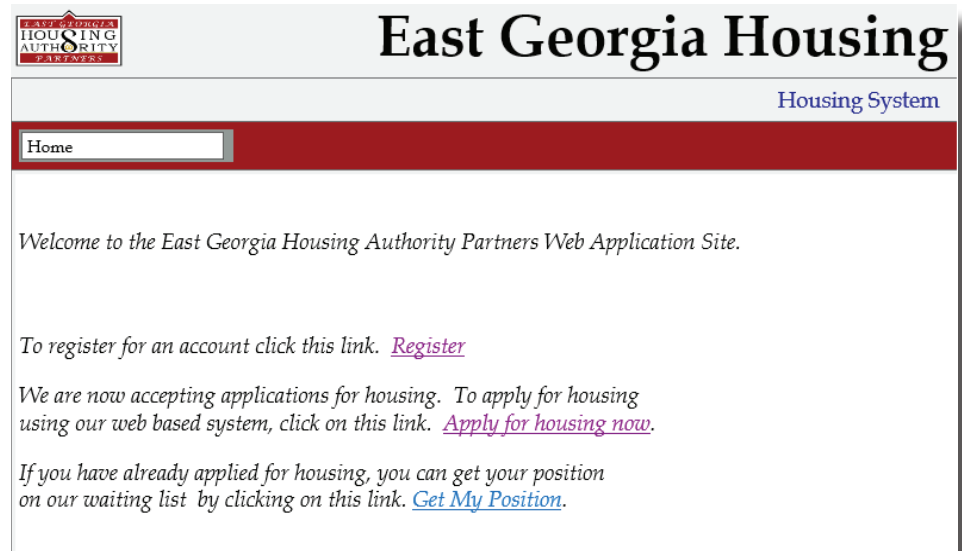 EAST GEORGIA
HOUSING
AUTHORITY
PARTNERS
East Georgia Housing
Housing System
Home
Welcome to the East Georgia Housing Authority Partners Web Application Site.
To register for an account click this link. Register
We are now accepting applications for housing. To apply for housing
using our web based system, click on this link. Apply for housing now.
If you have already applied for housing, you can get your position
on our waiting list by clicking on this link. Get My Position.